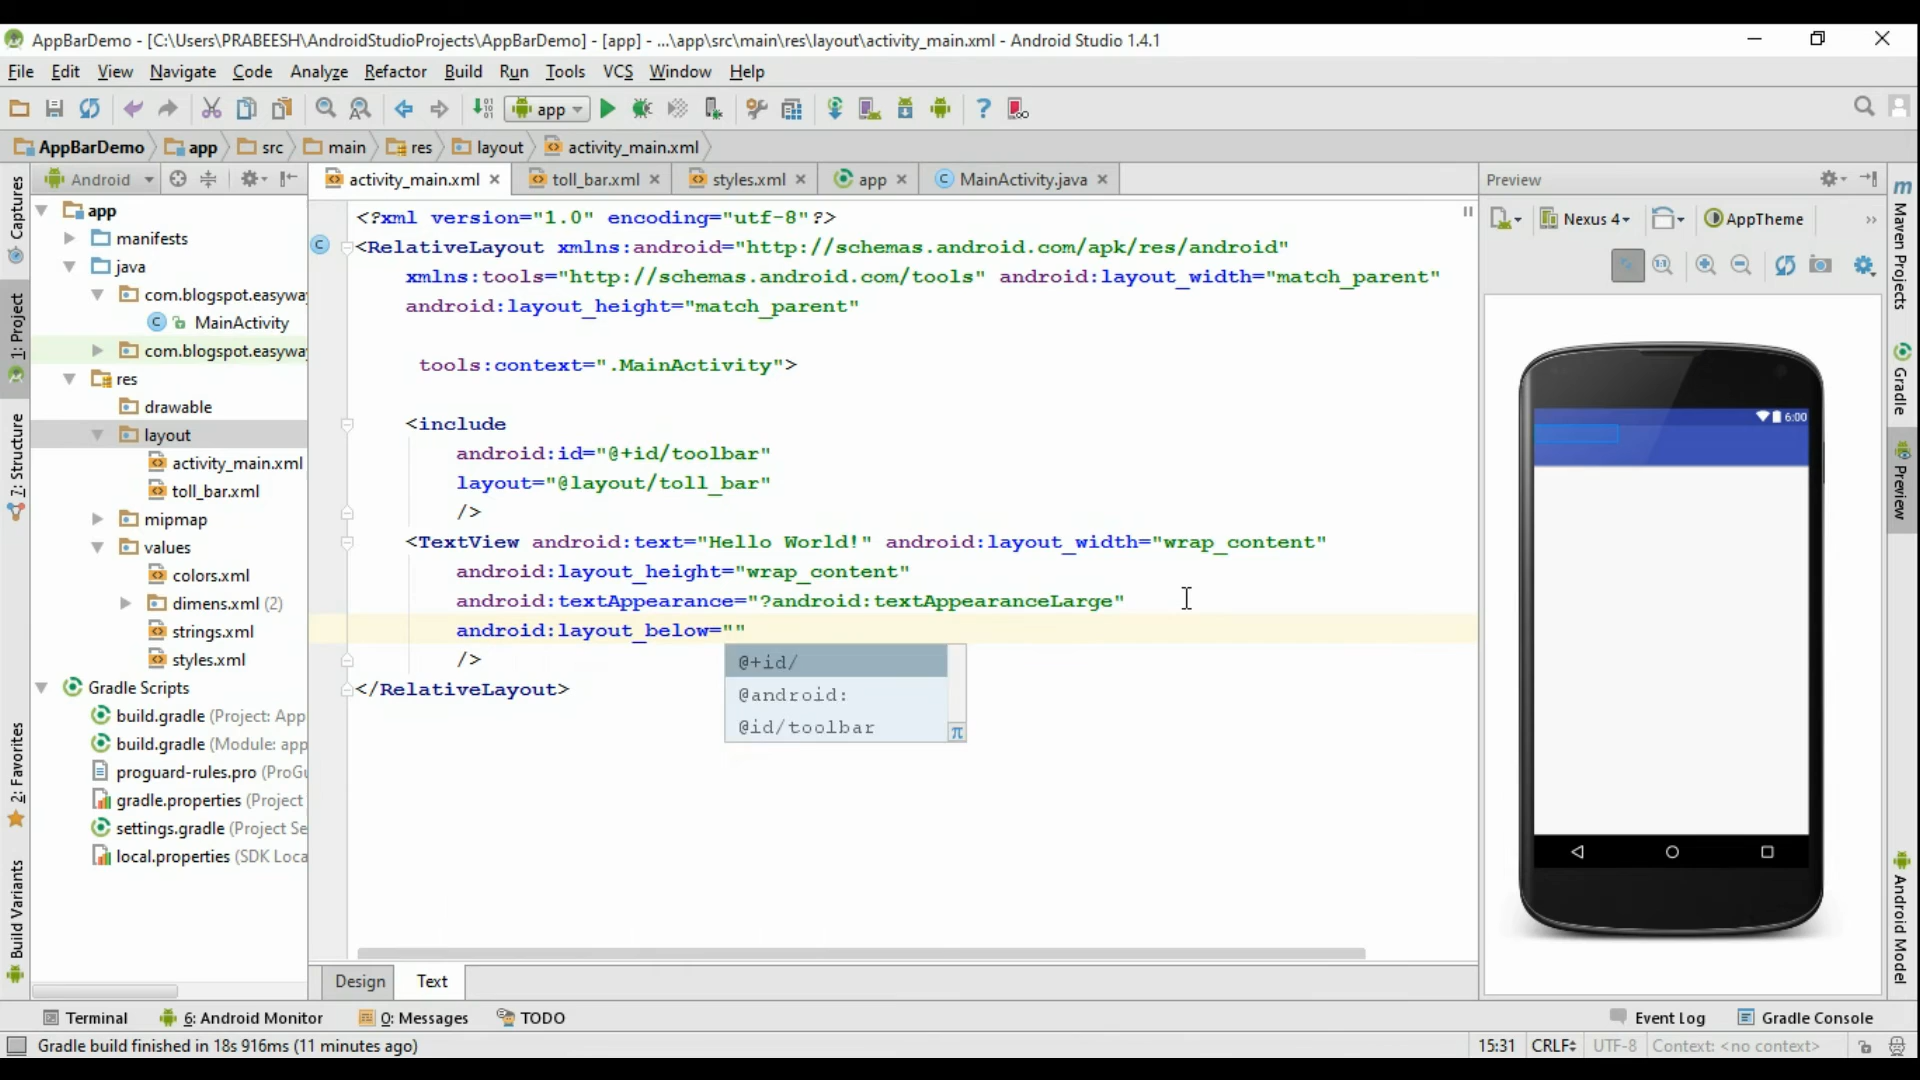 AppBarDemo - [C:\Users\PRABEESH\AndroidStudioProjects\AppBarDemo] - [app] - ...\app\src\main\res\layout\activity_main.xml - Android Studio 1.4.1
File Edit View Navigate Code Analyze Refactor Build Run Tools VCS Window Help
app
AppBarDemo app src main res layout activity_main.xml
Android
activity_main.xml toll_bar.xml styles.xml app MainActivity.java
Preview
Captures
1: Project
7: Structure
2: Favorites
Build Variants
app
manifests
java
com.blogspot.easyway
MainActivity
com.blogspot.easyway
res
drawable
layout
activity_main.xml
toll_bar.xml
mipmap
values
colors.xml
dimens.xml (2)
strings.xml
styles.xml
Gradle Scripts
build.gradle (Project: App
build.gradle (Module: app
proguard-rules.pro (ProGu
gradle.properties (Project
settings.gradle (Project Se
local.properties (SDK Loca
<?xml version="1.0" encoding="utf-8"?>
<RelativeLayout xmlns:android="http://schemas.android.com/apk/res/android"
xmlns:tools="http://schemas.android.com/tools" android:layout_width="match_parent"
android:layout_height="match_parent"
tools:context=".MainActivity">
<include
android:id="@+id/toolbar"
layout="@layout/toll_bar"
/>
<TextView android:text="Hello World!" android:layout_width="wrap_content"
android:layout_height="wrap_content"
android:textAppearance="?android:textAppearanceLarge"
android:layout_below=""
/>
</RelativeLayout>
@+id/
@android:
@id/toolbar
π
Nexus 4 AppTheme
6:00
m Maven Projects
Gradle
Preview
Android Model
Design Text
Terminal 6: Android Monitor 0: Messages TODO Event Log Gradle Console
Gradle build finished in 18s 916ms (11 minutes ago) 15:31 CRLF UTF-8 Context: <no context>